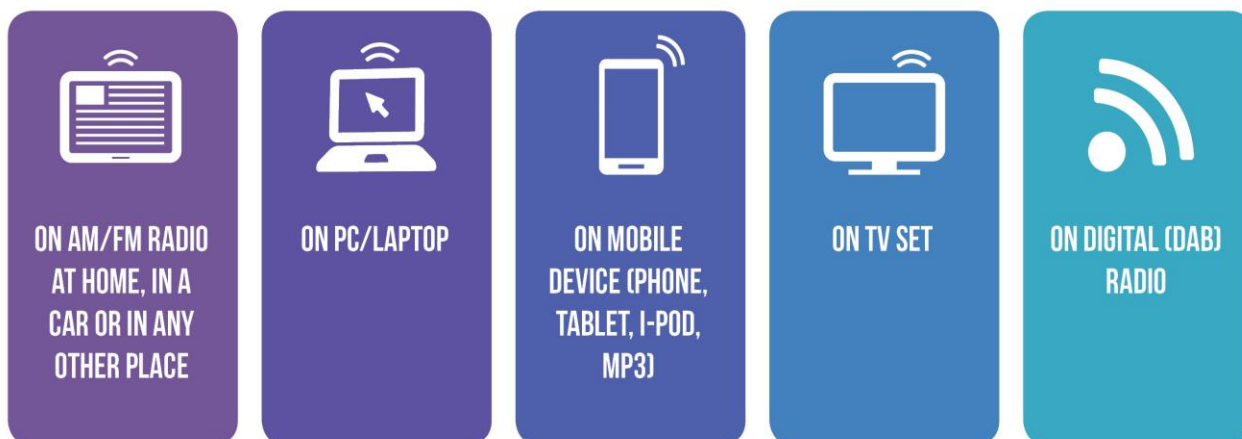 ON AM/FM RADIO
AT HOME, IN A
CAR OR IN ANY
OTHER PLACE
ON PC/LAPTOP
ON MOBILE
DEVICE (PHONE,
TABLET, I-POD,
MP3)
ON TV SET
ON DIGITAL (DAB)
RADIO